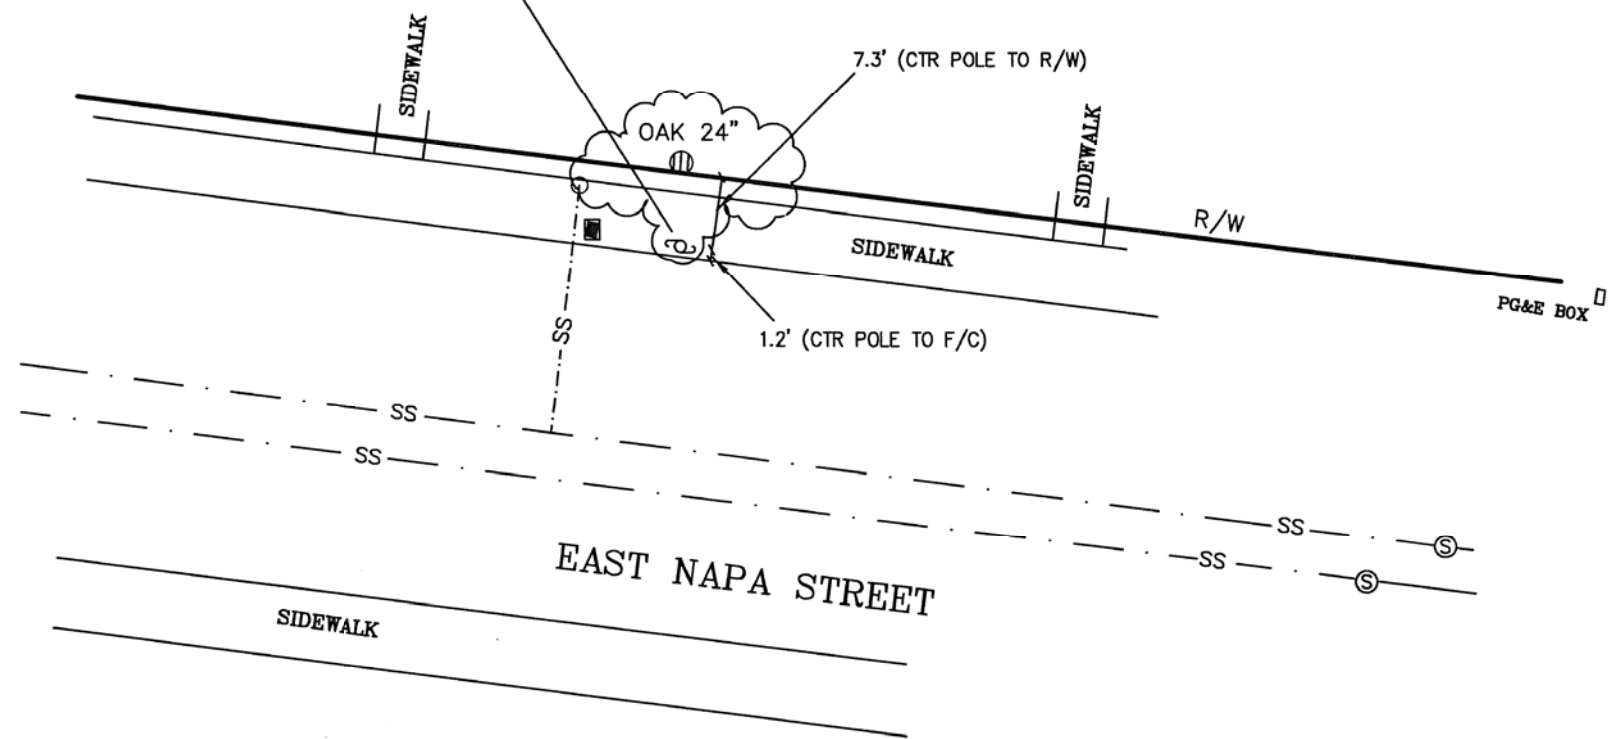 SIDEWALK
7.3' (CTR POLE TO R/W)
OAK 24"
SIDEWALK
R/W
SIDEWALK
PG&E BOX
1.2' (CTR POLE TO F/C)
SS
SS
SS
SS
SS
S
S
EAST NAPA STREET
SIDEWALK